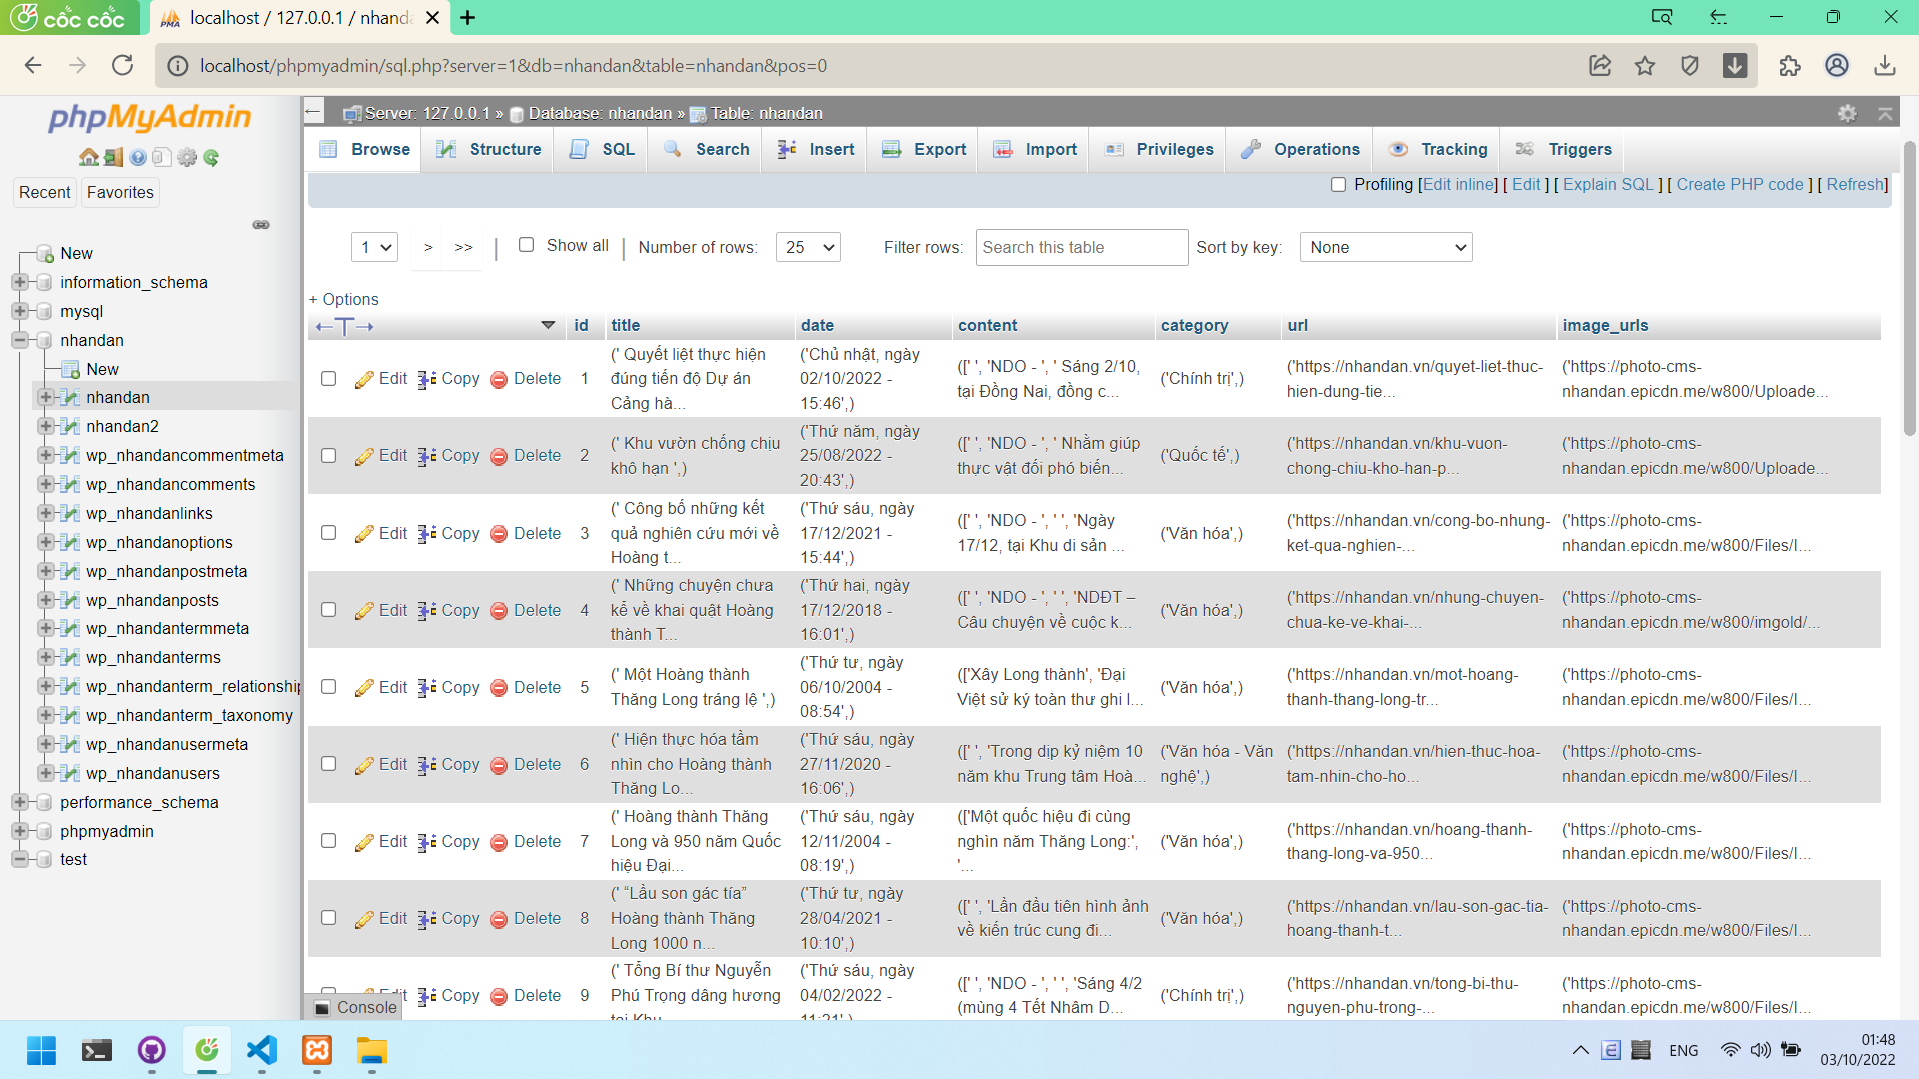 cốc cốc
localhost / 127.0.0.1 / nhanda
localhost/phpmyadmin/sql.php?server=1&db=nhandan&table=nhandan&pos=0
phpMyAdmin
Recent Favorites
New
information_schema
mysql
nhandan
New
nhandan
nhandan2
wp_nhandancommentmeta
wp_nhandancomments
wp_nhandanlinks
wp_nhandanoptions
wp_nhandanpostmeta
wp_nhandanposts
wp_nhandantermmeta
wp_nhandanterms
wp_nhandanterm_relationship
wp_nhandanterm_taxonomy
wp_nhandanusermeta
wp_nhandanusers
performance_schema
phpmyadmin
test
Server: 127.0.0.1 » Database: nhandan » Table: nhandan
Browse Structure SQL Search Insert Export Import Privileges Operations Tracking Triggers
Profiling [Edit inline] [ Edit ] [ Explain SQL ] [ Create PHP code ] [ Refresh]
1 > >> | Show all | Number of rows: 25 Filter rows: Search this table Sort by key: None
+ Options
←T→ id title date content category url image_urls
Edit Copy Delete 1
(' Quyết liệt thực hiện
đúng tiến độ Dự án
Cảng hà...
('Chủ nhật, ngày
02/10/2022 -
15:46',)
([' ', 'NDO - ', ' Sáng 2/10,
tại Đồng Nai, đồng c...
('Chính trị',)
('https://nhandan.vn/quyet-liet-thuc-
hien-dung-tie...
('https://photo-cms-
nhandan.epicdn.me/w800/Uploade...
Edit Copy Delete 2
(' Khu vườn chống chịu
khô hạn ',)
('Thứ năm, ngày
25/08/2022 -
20:43',)
([' ', 'NDO - ', ' Nhằm giúp
thực vật đối phó biến...
('Quốc tế',)
('https://nhandan.vn/khu-vuon-
chong-chiu-kho-han-p...
('https://photo-cms-
nhandan.epicdn.me/w800/Uploade...
Edit Copy Delete 3
(' Công bố những kết
quả nghiên cứu mới về
Hoàng t...
('Thứ sáu, ngày
17/12/2021 -
15:44',)
([' ', 'NDO - ', ' ', 'Ngày
17/12, tại Khu di sản ...
('Văn hóa',)
('https://nhandan.vn/cong-bo-nhung-
ket-qua-nghien-...
('https://photo-cms-
nhandan.epicdn.me/w800/Files/I...
Edit Copy Delete 4
(' Những chuyện chưa
kể về khai quật Hoàng
thành T...
('Thứ hai, ngày
17/12/2018 -
16:01',)
([' ', 'NDO - ', ' ', 'NDĐT –
Câu chuyện về cuộc k...
('Văn hóa',)
('https://nhandan.vn/nhung-chuyen-
chua-ke-ve-khai-...
('https://photo-cms-
nhandan.epicdn.me/w800/imgold/...
Edit Copy Delete 5
(' Một Hoàng thành
Thăng Long tráng lệ ',)
('Thứ tư, ngày
06/10/2004 -
08:54',)
(['Xây Long thành', 'Đại
Việt sử ký toàn thư ghi l...
('Văn hóa',)
('https://nhandan.vn/mot-hoang-
thanh-thang-long-tr...
('https://photo-cms-
nhandan.epicdn.me/w800/Files/I...
Edit Copy Delete 6
(' Hiện thực hóa tầm
nhìn cho Hoàng thành
Thăng Lo...
('Thứ sáu, ngày
27/11/2020 -
16:06',)
([' ', 'Trong dịp kỷ niệm 10
năm khu Trung tâm Hoà...
('Văn hóa - Văn
nghệ',)
('https://nhandan.vn/hien-thuc-hoa-
tam-nhin-cho-ho...
('https://photo-cms-
nhandan.epicdn.me/w800/Files/I...
Edit Copy Delete 7
(' Hoàng thành Thăng
Long và 950 năm Quốc
hiệu Đại...
('Thứ sáu, ngày
12/11/2004 -
08:19',)
(['Một quốc hiệu đi cùng
nghìn năm Thăng Long:',
'...
('Văn hóa',)
('https://nhandan.vn/hoang-thanh-
thang-long-va-950...
('https://photo-cms-
nhandan.epicdn.me/w800/Files/I...
Edit Copy Delete 8
(' “Lầu son gác tía”
Hoàng thành Thăng
Long 1000 n...
('Thứ tư, ngày
28/04/2021 -
10:10',)
([' ', 'Lần đầu tiên hình ảnh
về kiến trúc cung đi...
('Văn hóa',)
('https://nhandan.vn/lau-son-gac-tia-
hoang-thanh-t...
('https://photo-cms-
nhandan.epicdn.me/w800/Files/I...
Edit Copy Delete 9
(' Tổng Bí thư Nguyễn
Phú Trọng dâng hương
tại Khu...
('Thứ sáu, ngày
04/02/2022 -
11:21',)
([' ', 'NDO - ', ' ', 'Sáng 4/2
(mùng 4 Tết Nhâm D...
('Chính trị',)
('https://nhandan.vn/tong-bi-thu-
nguyen-phu-trong-...
('https://photo-cms-
nhandan.epicdn.me/w800/Files/I...
Console
ENG
01:48
03/10/2022